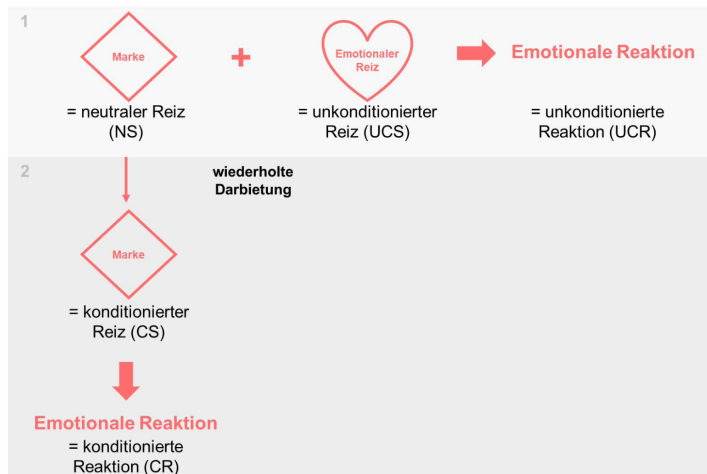 1
Marke
+
Emotionaler
Reiz
Emotionale Reaktion
= neutraler Reiz
(NS)
= unkonditionierter
Reiz (UCS)
= unkonditionierte
Reaktion (UCR)
2
wiederholte
Darbietung
Marke
= konditionierter
Reiz (CS)
Emotionale Reaktion
= konditionierte
Reaktion (CR)